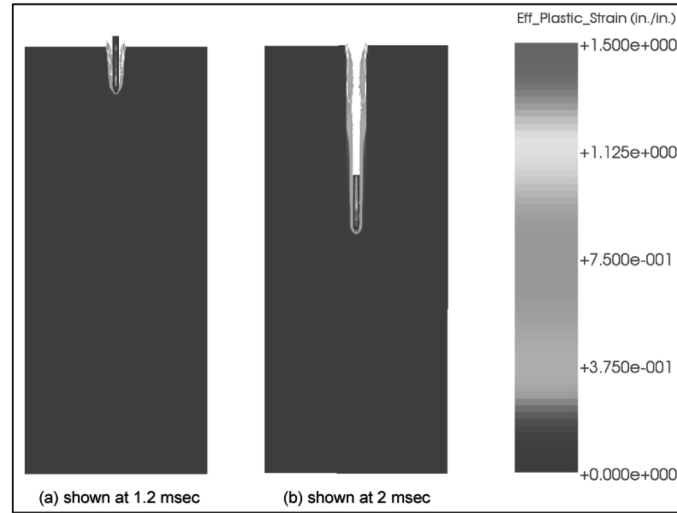 Eff_Plastic_Strain (in./in.)
+1.500e+000
+1.125e+000
+7.500e-001
+3.750e-001
+0.000e+000
(a) shown at 1.2 msec
(b) shown at 2 msec